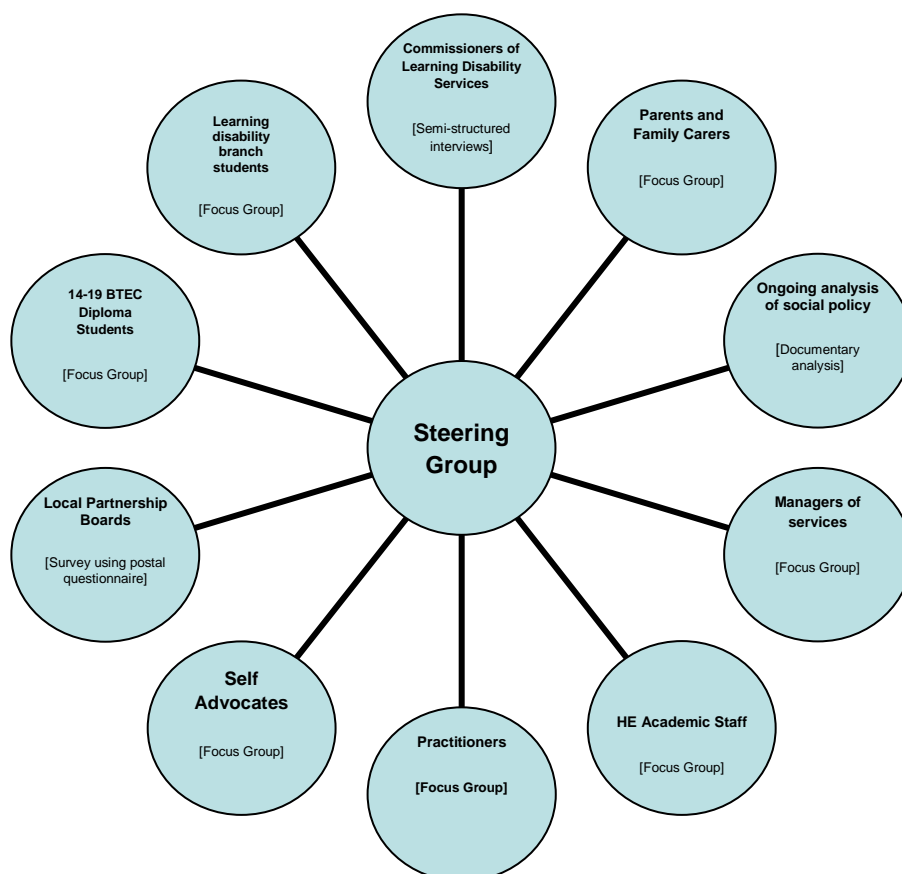 Commissioners of
Learning Disability
Services
[Semi-structured
interviews]
Parents and
Family Carers
[Focus Group]
Ongoing analysis
of social policy
[Documentary
analysis]
Managers of
services
[Focus Group]
HE Academic Staff
[Focus Group]
Practitioners
[Focus Group]
Self
Advocates
[Focus Group]
Local Partnership
Boards
[Survey using postal
questionnaire]
14-19 BTEC
Diploma
Students
[Focus Group]
Learning
disability
branch
students
[Focus Group]
Steering
Group